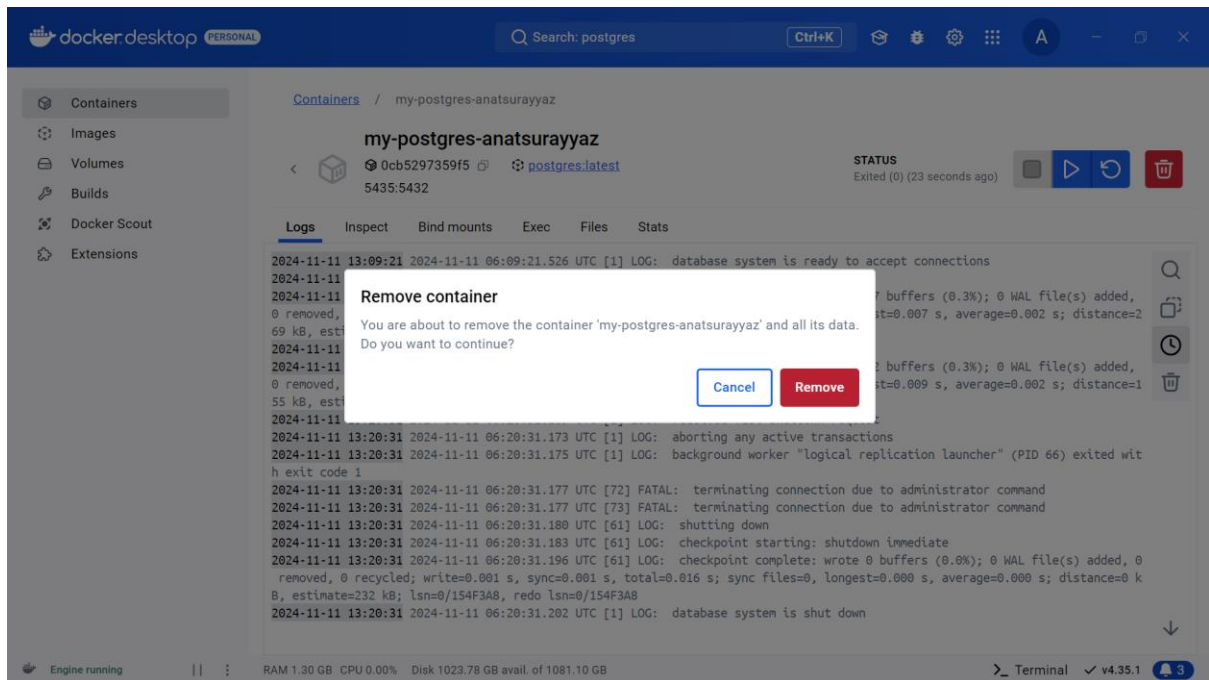 docker desktop PERSONAL
Search: postgres
Ctrl+K
A
Containers
Images
Volumes
Builds
Docker Scout
Extensions
Containers / my-postgres-anatsurayyaz
my-postgres-anatsurayyaz
0cb5297359f5 postgres:latest
5435:5432
STATUS
Exited (0) (23 seconds ago)
Logs Inspect Bind mounts Exec Files Stats
2024-11-11 13:09:21 2024-11-11 06:09:21.526 UTC [1] LOG: database system is ready to accept connections
2024-11-11
2024-11-11 buffers (0.3%); 0 WAL file(s) added,
0 removed, st=0.007 s, average=0.002 s; distance=2
69 kB, esti
2024-11-11
2024-11-11 buffers (0.3%); 0 WAL file(s) added,
0 removed, st=0.009 s, average=0.002 s; distance=1
55 kB, esti
2024-11-11
Remove container
You are about to remove the container 'my-postgres-anatsurayyaz' and all its data.
Do you want to continue?
Cancel Remove
2024-11-11 13:20:31 2024-11-11 06:20:31.173 UTC [1] LOG: aborting any active transactions
2024-11-11 13:20:31 2024-11-11 06:20:31.175 UTC [1] LOG: background worker "logical replication launcher" (PID 66) exited wit
h exit code 1
2024-11-11 13:20:31 2024-11-11 06:20:31.177 UTC [72] FATAL: terminating connection due to administrator command
2024-11-11 13:20:31 2024-11-11 06:20:31.177 UTC [73] FATAL: terminating connection due to administrator command
2024-11-11 13:20:31 2024-11-11 06:20:31.180 UTC [61] LOG: shutting down
2024-11-11 13:20:31 2024-11-11 06:20:31.183 UTC [61] LOG: checkpoint starting: shutdown immediate
2024-11-11 13:20:31 2024-11-11 06:20:31.196 UTC [61] LOG: checkpoint complete: wrote 0 buffers (0.0%); 0 WAL file(s) added, 0
removed, 0 recycled; write=0.001 s, sync=0.001 s, total=0.016 s; sync files=0, longest=0.000 s, average=0.000 s; distance=0 k
B, estimate=232 kB; lsn=0/154F3A8, redo lsn=0/154F3A8
2024-11-11 13:20:31 2024-11-11 06:20:31.202 UTC [1] LOG: database system is shut down
Engine running RAM 1.30 GB CPU 0.00% Disk 1023.78 GB avail. of 1081.10 GB >_ Terminal v4.35.1 3